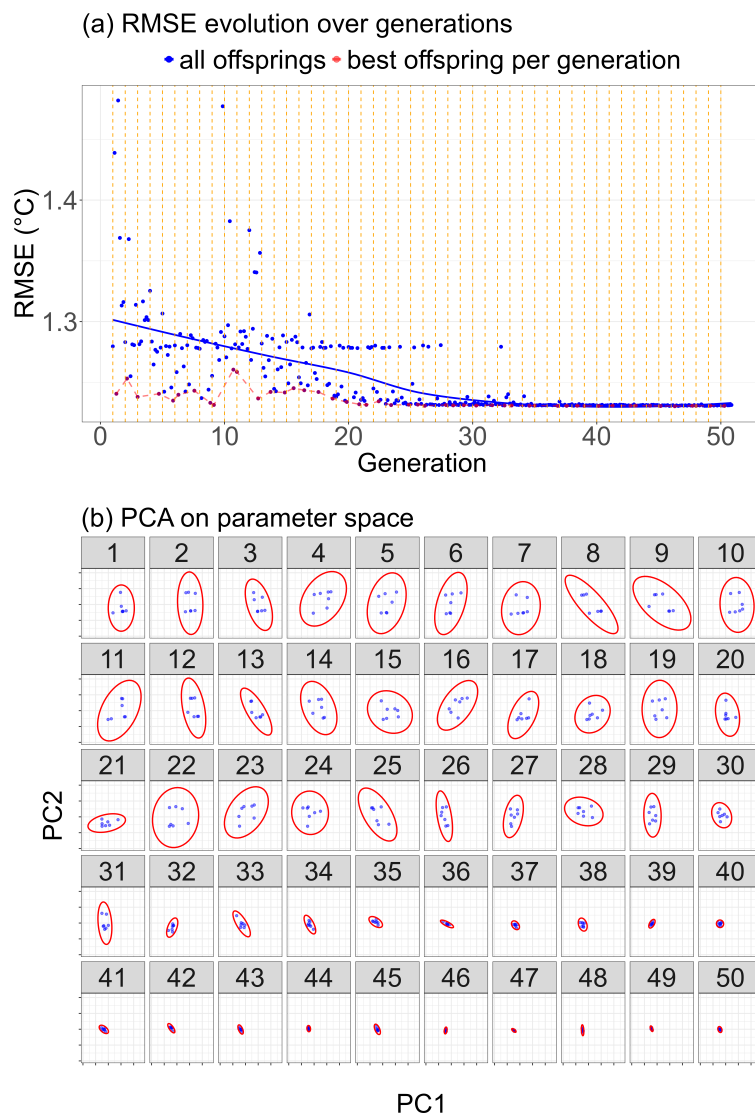 (a) RMSE evolution over generations
all offsprings best offspring per generation
RMSE (°C)
1.4
1.3
0 10 20 30 40 50
Generation
(b) PCA on parameter space
1 2 3 4 5 6 7 8 9 10
11 12 13 14 15 16 17 18 19 20
PC2
21 22 23 24 25 26 27 28 29 30
31 32 33 34 35 36 37 38 39 40
41 42 43 44 45 46 47 48 49 50
PC1